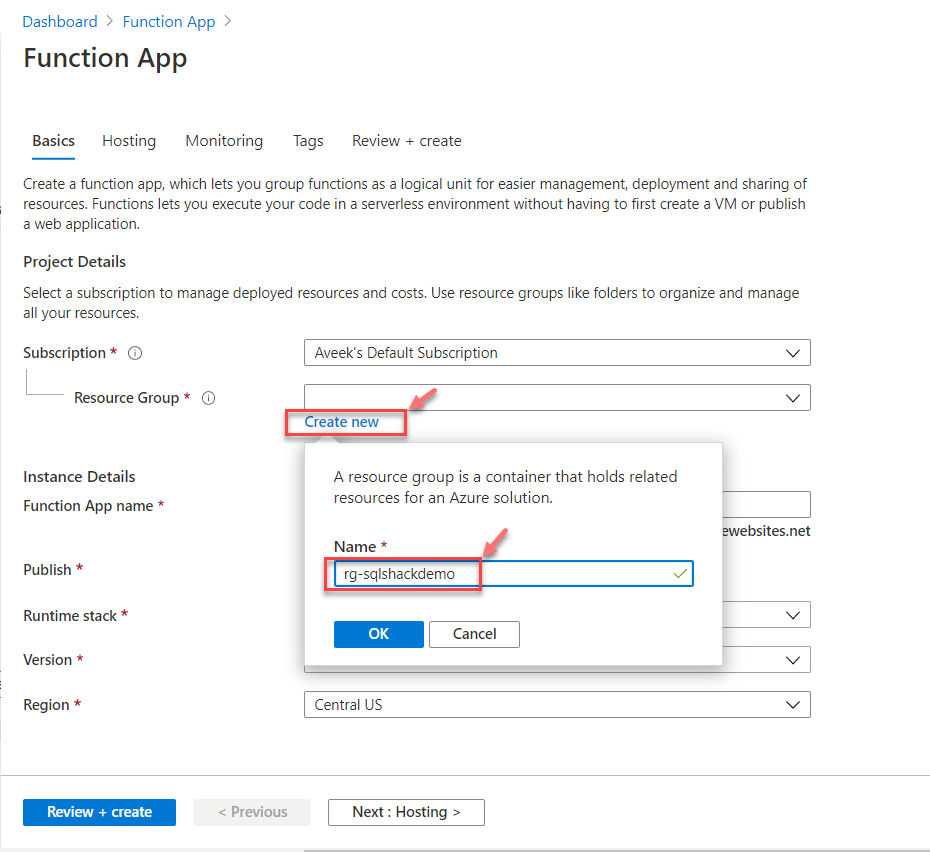 Dashboard > Function App >
Function App
Basics Hosting Monitoring Tags Review + create
Create a function app, which lets you group functions as a logical unit for easier management, deployment and sharing of
resources. Functions lets you execute your code in a serverless environment without having to first create a VM or publish
a web application.
Project Details
Select a subscription to manage deployed resources and costs. Use resource groups like folders to organize and manage
all your resources.
Subscription * Aveek's Default Subscription
Resource Group *
Create new
A resource group is a container that holds related
resources for an Azure solution.
Name *
rg-sqlshackdemo
OK Cancel
Instance Details
Function App name *
ewebsites.net
Publish *
Runtime stack *
Version *
Region * Central US
Review + create < Previous Next : Hosting >